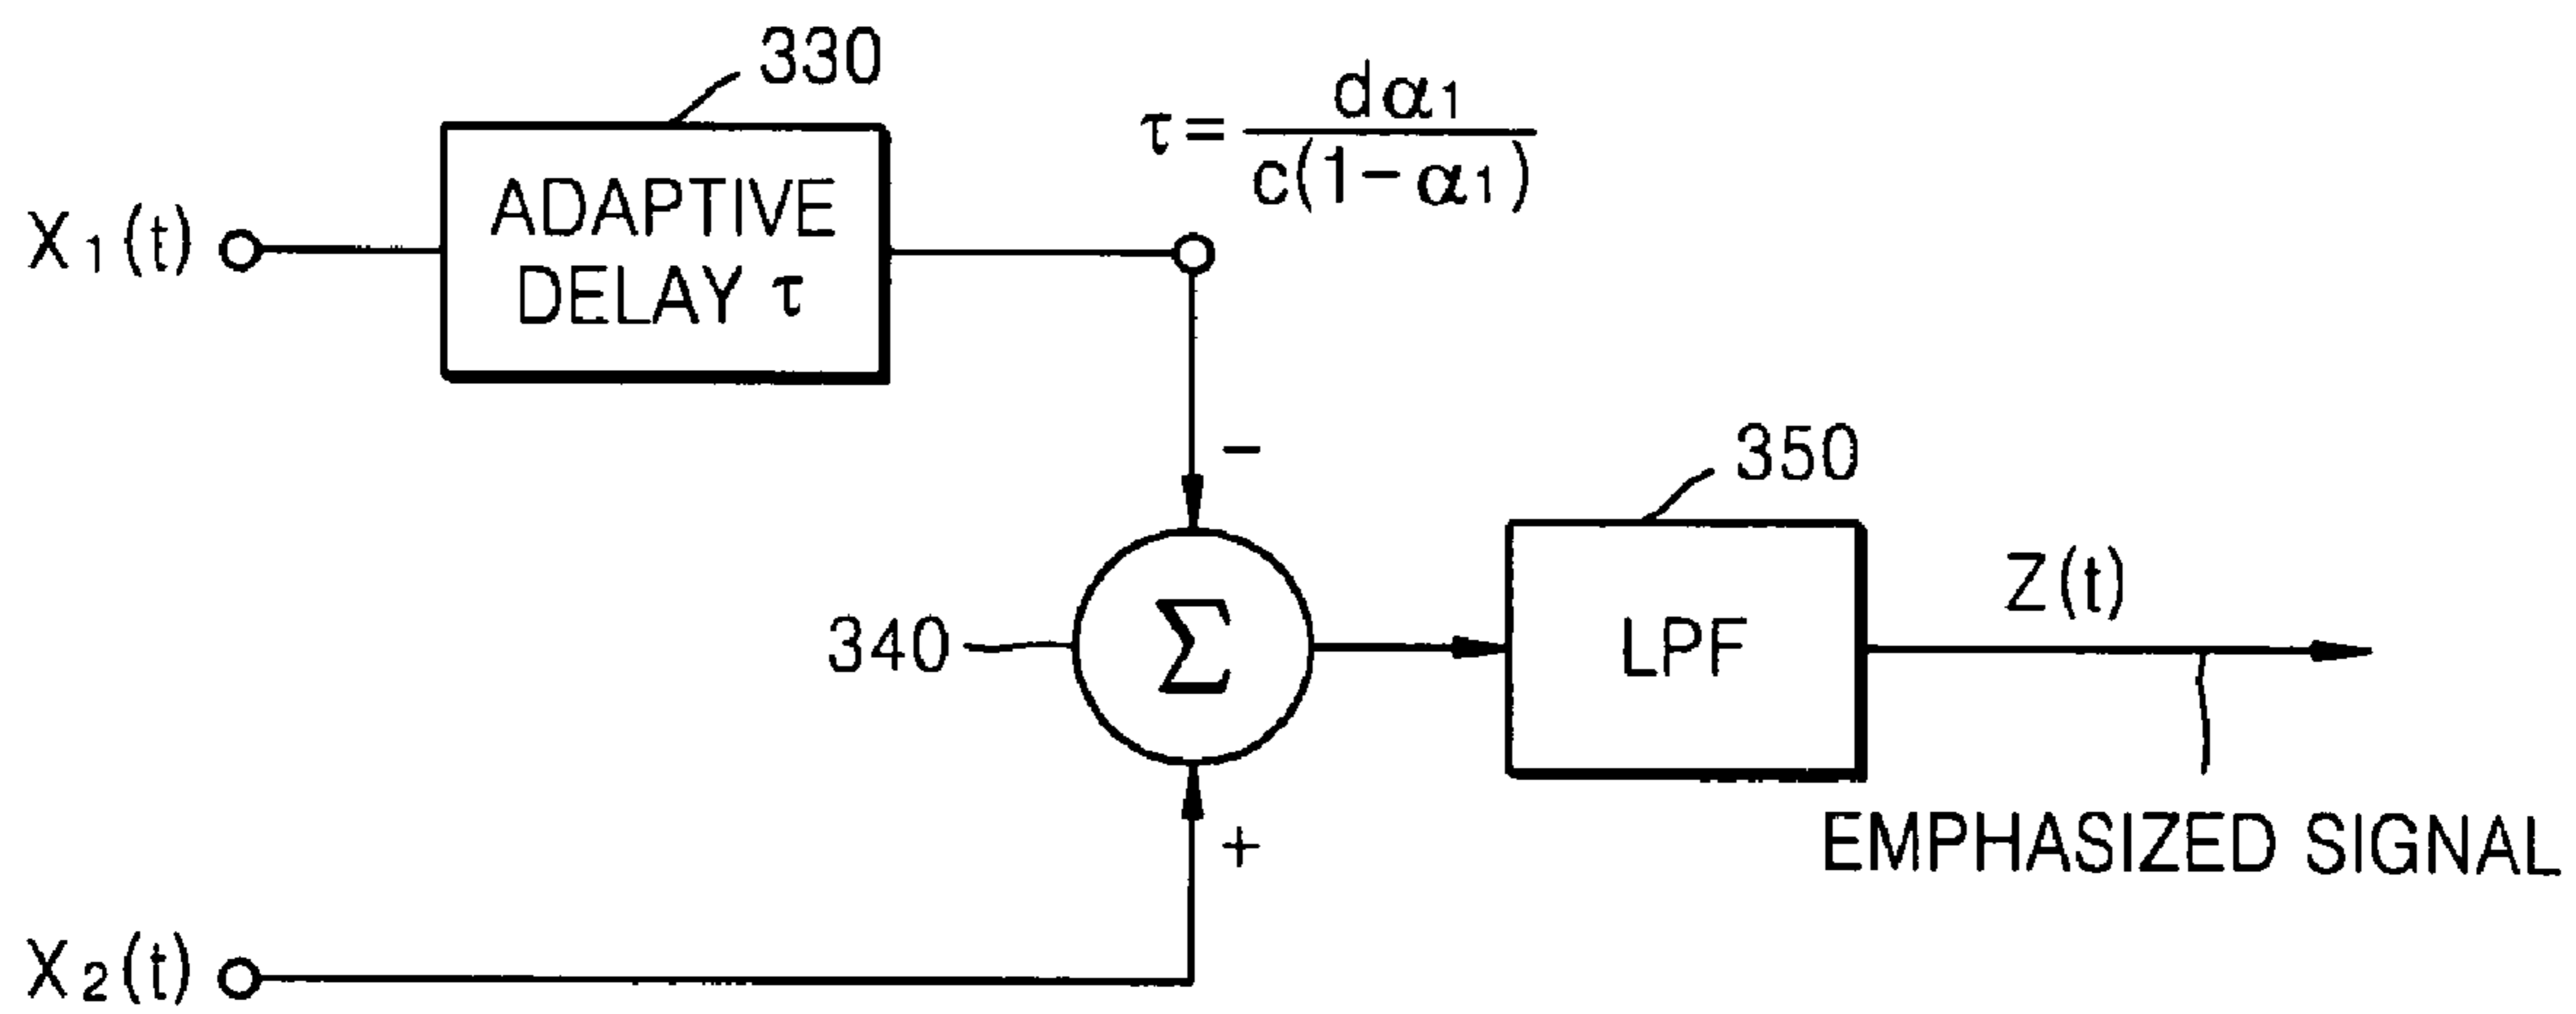 330
τ = dα1 / c(1-α1)
X1(t)
ADAPTIVE
DELAY τ
-
350
340
Σ
LPF
Z(t)
+
EMPHASIZED SIGNAL
X2(t)